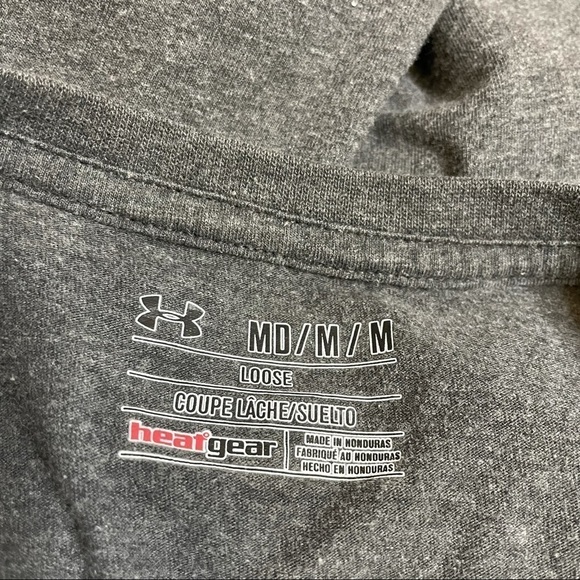 MD/M/M
LOOSE
COUPE LÂCHE/SUELTO
heatgear
MADE IN HONDURAS
FABRIQUÉ AU HONDURAS
HECHO EN HONDURAS